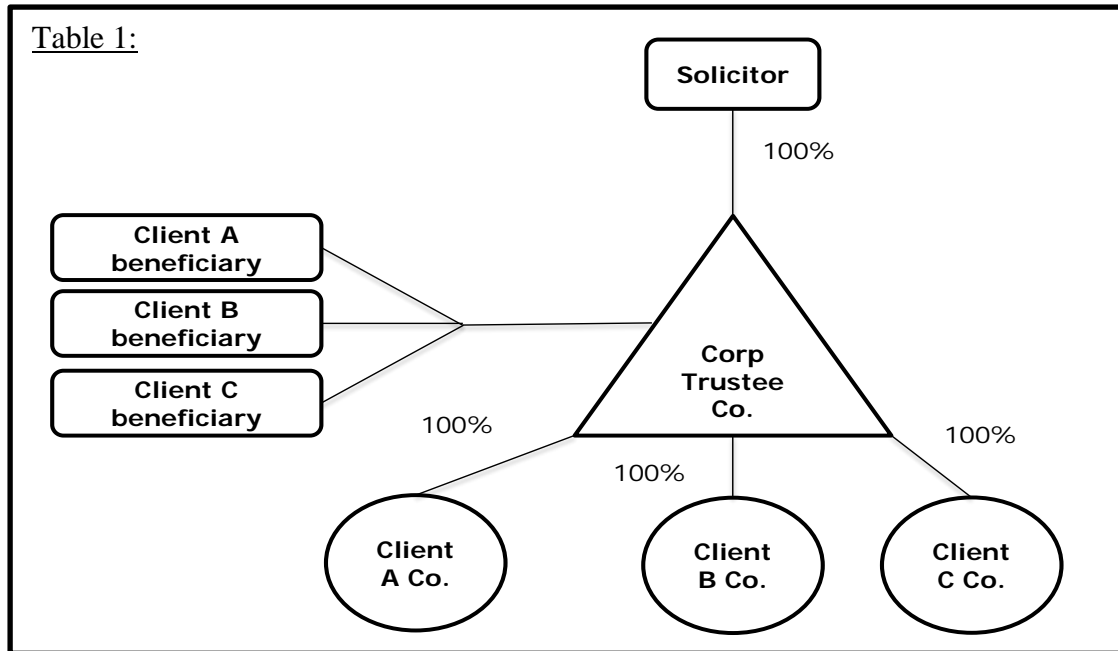 Table 1:
Solicitor
100%
Client A
beneficiary
Client B
beneficiary
Client C
beneficiary
Corp
Trustee
Co.
100%
100%
100%
Client
A Co.
Client
B Co.
Client
C Co.